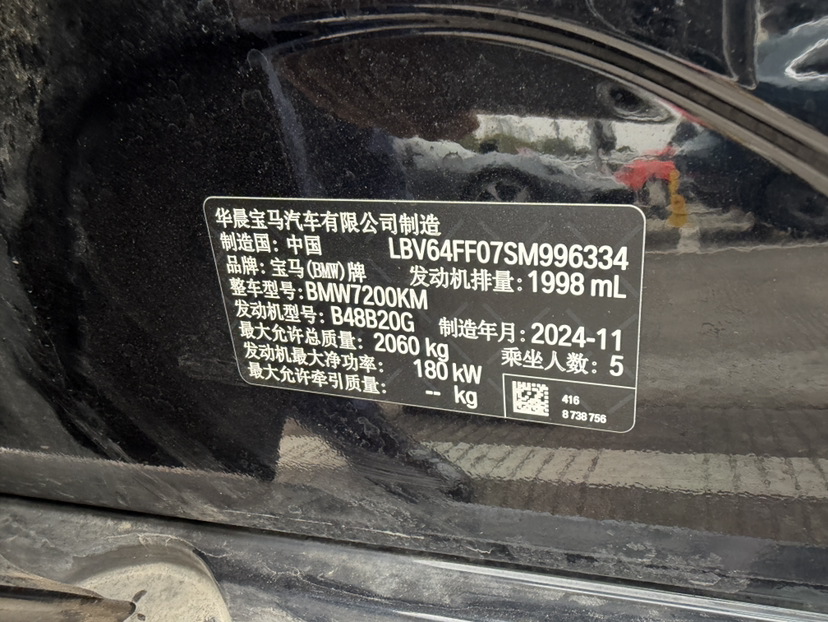 华晨宝马汽车有限公司制造
制造国: 中国 LBV64FF07SM996334
品牌: 宝马(BMW)牌 发动机排量: 1998 mL
整车型号: BMW7200KM
发动机型号: B48B20G 制造年月: 2024-11
最大允许总质量: 2060 kg 乘坐人数: 5
发动机最大净功率: 180 kW
最大允许牵引质量: -- kg
416
8 738 756